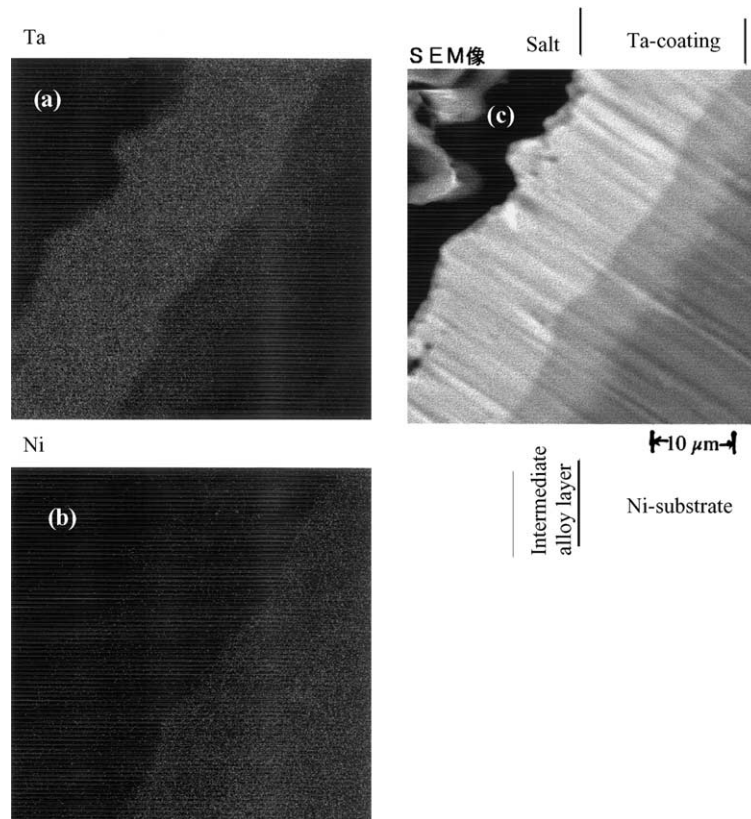 Ta
(a)
SEM像
Salt
Ta-coating
(c)
10 μm
Ni
(b)
Intermediate
alloy layer
Ni-substrate